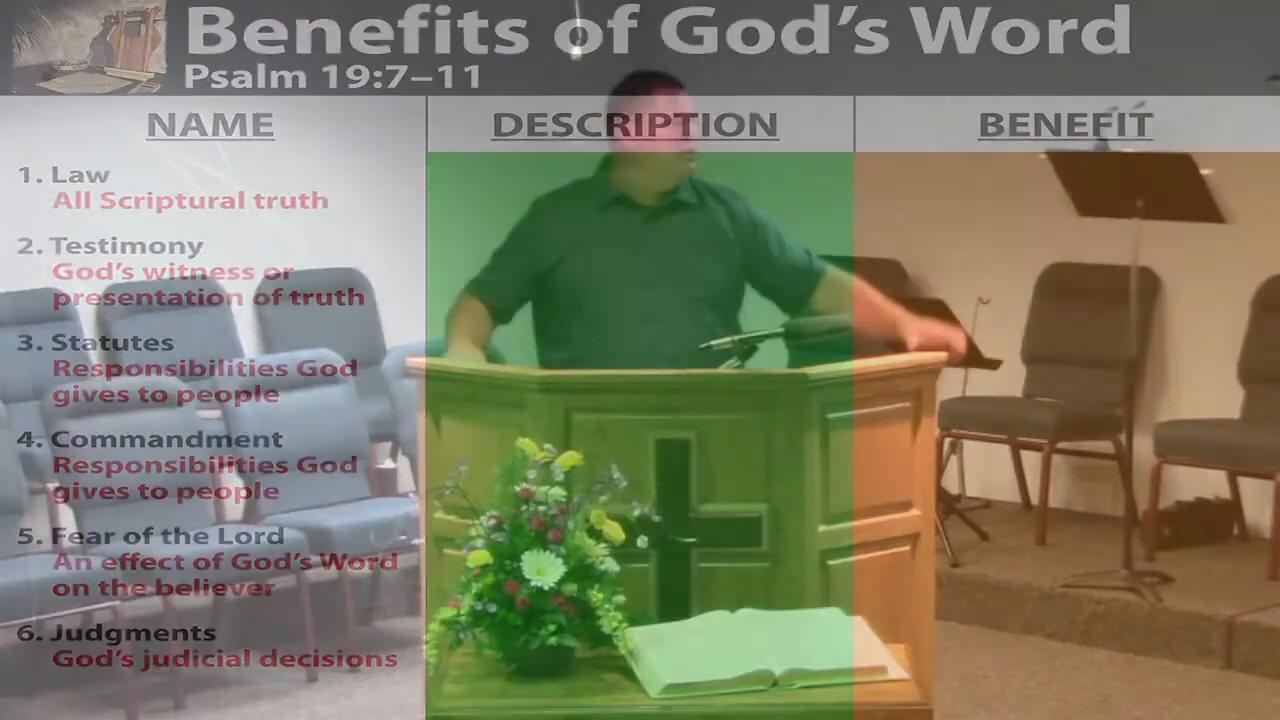 Benefits of God's Word
Psalm 19:7–11
NAME
DESCRIPTION
BENEFIT
1. Law
All Scriptural truth
2. Testimony
God's witness or
presentation of truth
3. Statutes
Responsibilities God
gives to people
4. Commandment
Responsibilities God
gives to people
5. Fear of the Lord
An effect of God's Word
on the believer
6. Judgments
God's judicial decisions